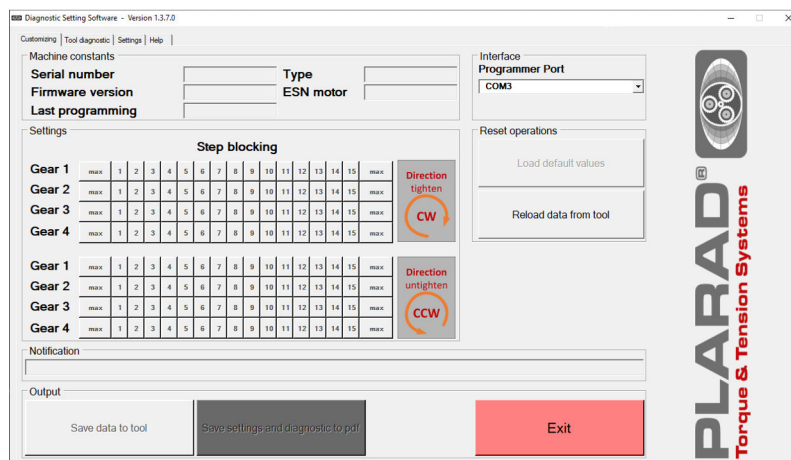 Diagnostic Setting Software - Version 1.3.7.0
Customizing Tool diagnostic Settings Help
Machine constants
Serial number Type
Firmware version ESN motor
Last programming
Interface
Programmer Port
COM3
Settings
Step blocking
Gear 1 max 1 2 3 4 5 6 7 8 9 10 11 12 13 14 15 max
Gear 2 max 1 2 3 4 5 6 7 8 9 10 11 12 13 14 15 max
Gear 3 max 1 2 3 4 5 6 7 8 9 10 11 12 13 14 15 max
Gear 4 max 1 2 3 4 5 6 7 8 9 10 11 12 13 14 15 max
Direction
tighten
CW
Gear 1 max 1 2 3 4 5 6 7 8 9 10 11 12 13 14 15 max
Gear 2 max 1 2 3 4 5 6 7 8 9 10 11 12 13 14 15 max
Gear 3 max 1 2 3 4 5 6 7 8 9 10 11 12 13 14 15 max
Gear 4 max 1 2 3 4 5 6 7 8 9 10 11 12 13 14 15 max
Direction
untighten
CCW
Reset operations
Load default values
Reload data from tool
Notification
Output
Save data to tool
Save settings and diagnostic to pdf
Exit
PLARAD®
Torque & Tension Systems